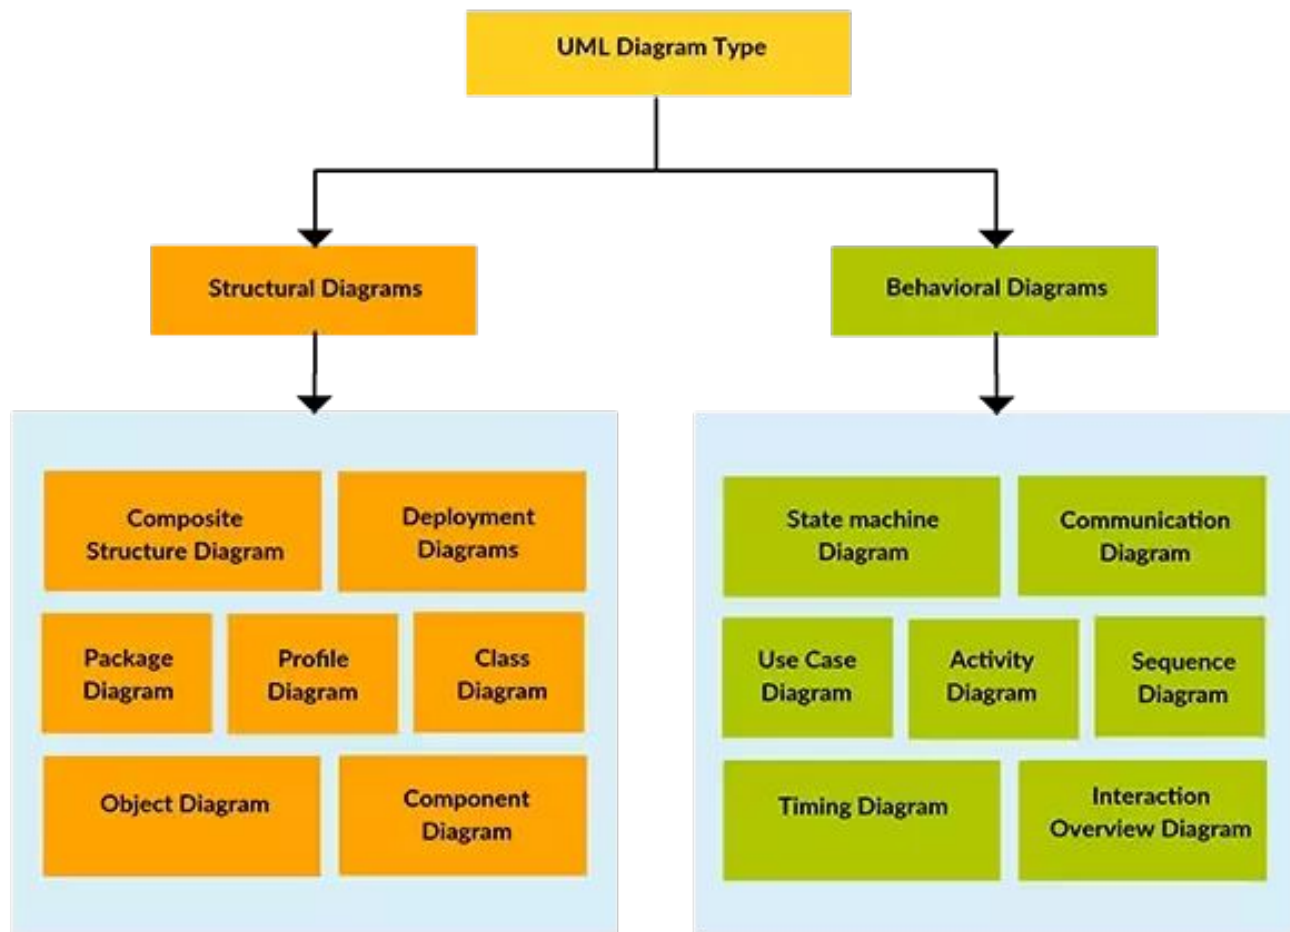 UML Diagram Type
Structural Diagrams
Behavioral Diagrams
Composite
Structure Diagram
Deployment
Diagrams
Package
Diagram
Profile
Diagram
Class
Diagram
Object Diagram
Component
Diagram
State machine
Diagram
Communication
Diagram
Use Case
Diagram
Activity
Diagram
Sequence
Diagram
Timing Diagram
Interaction
Overview Diagram